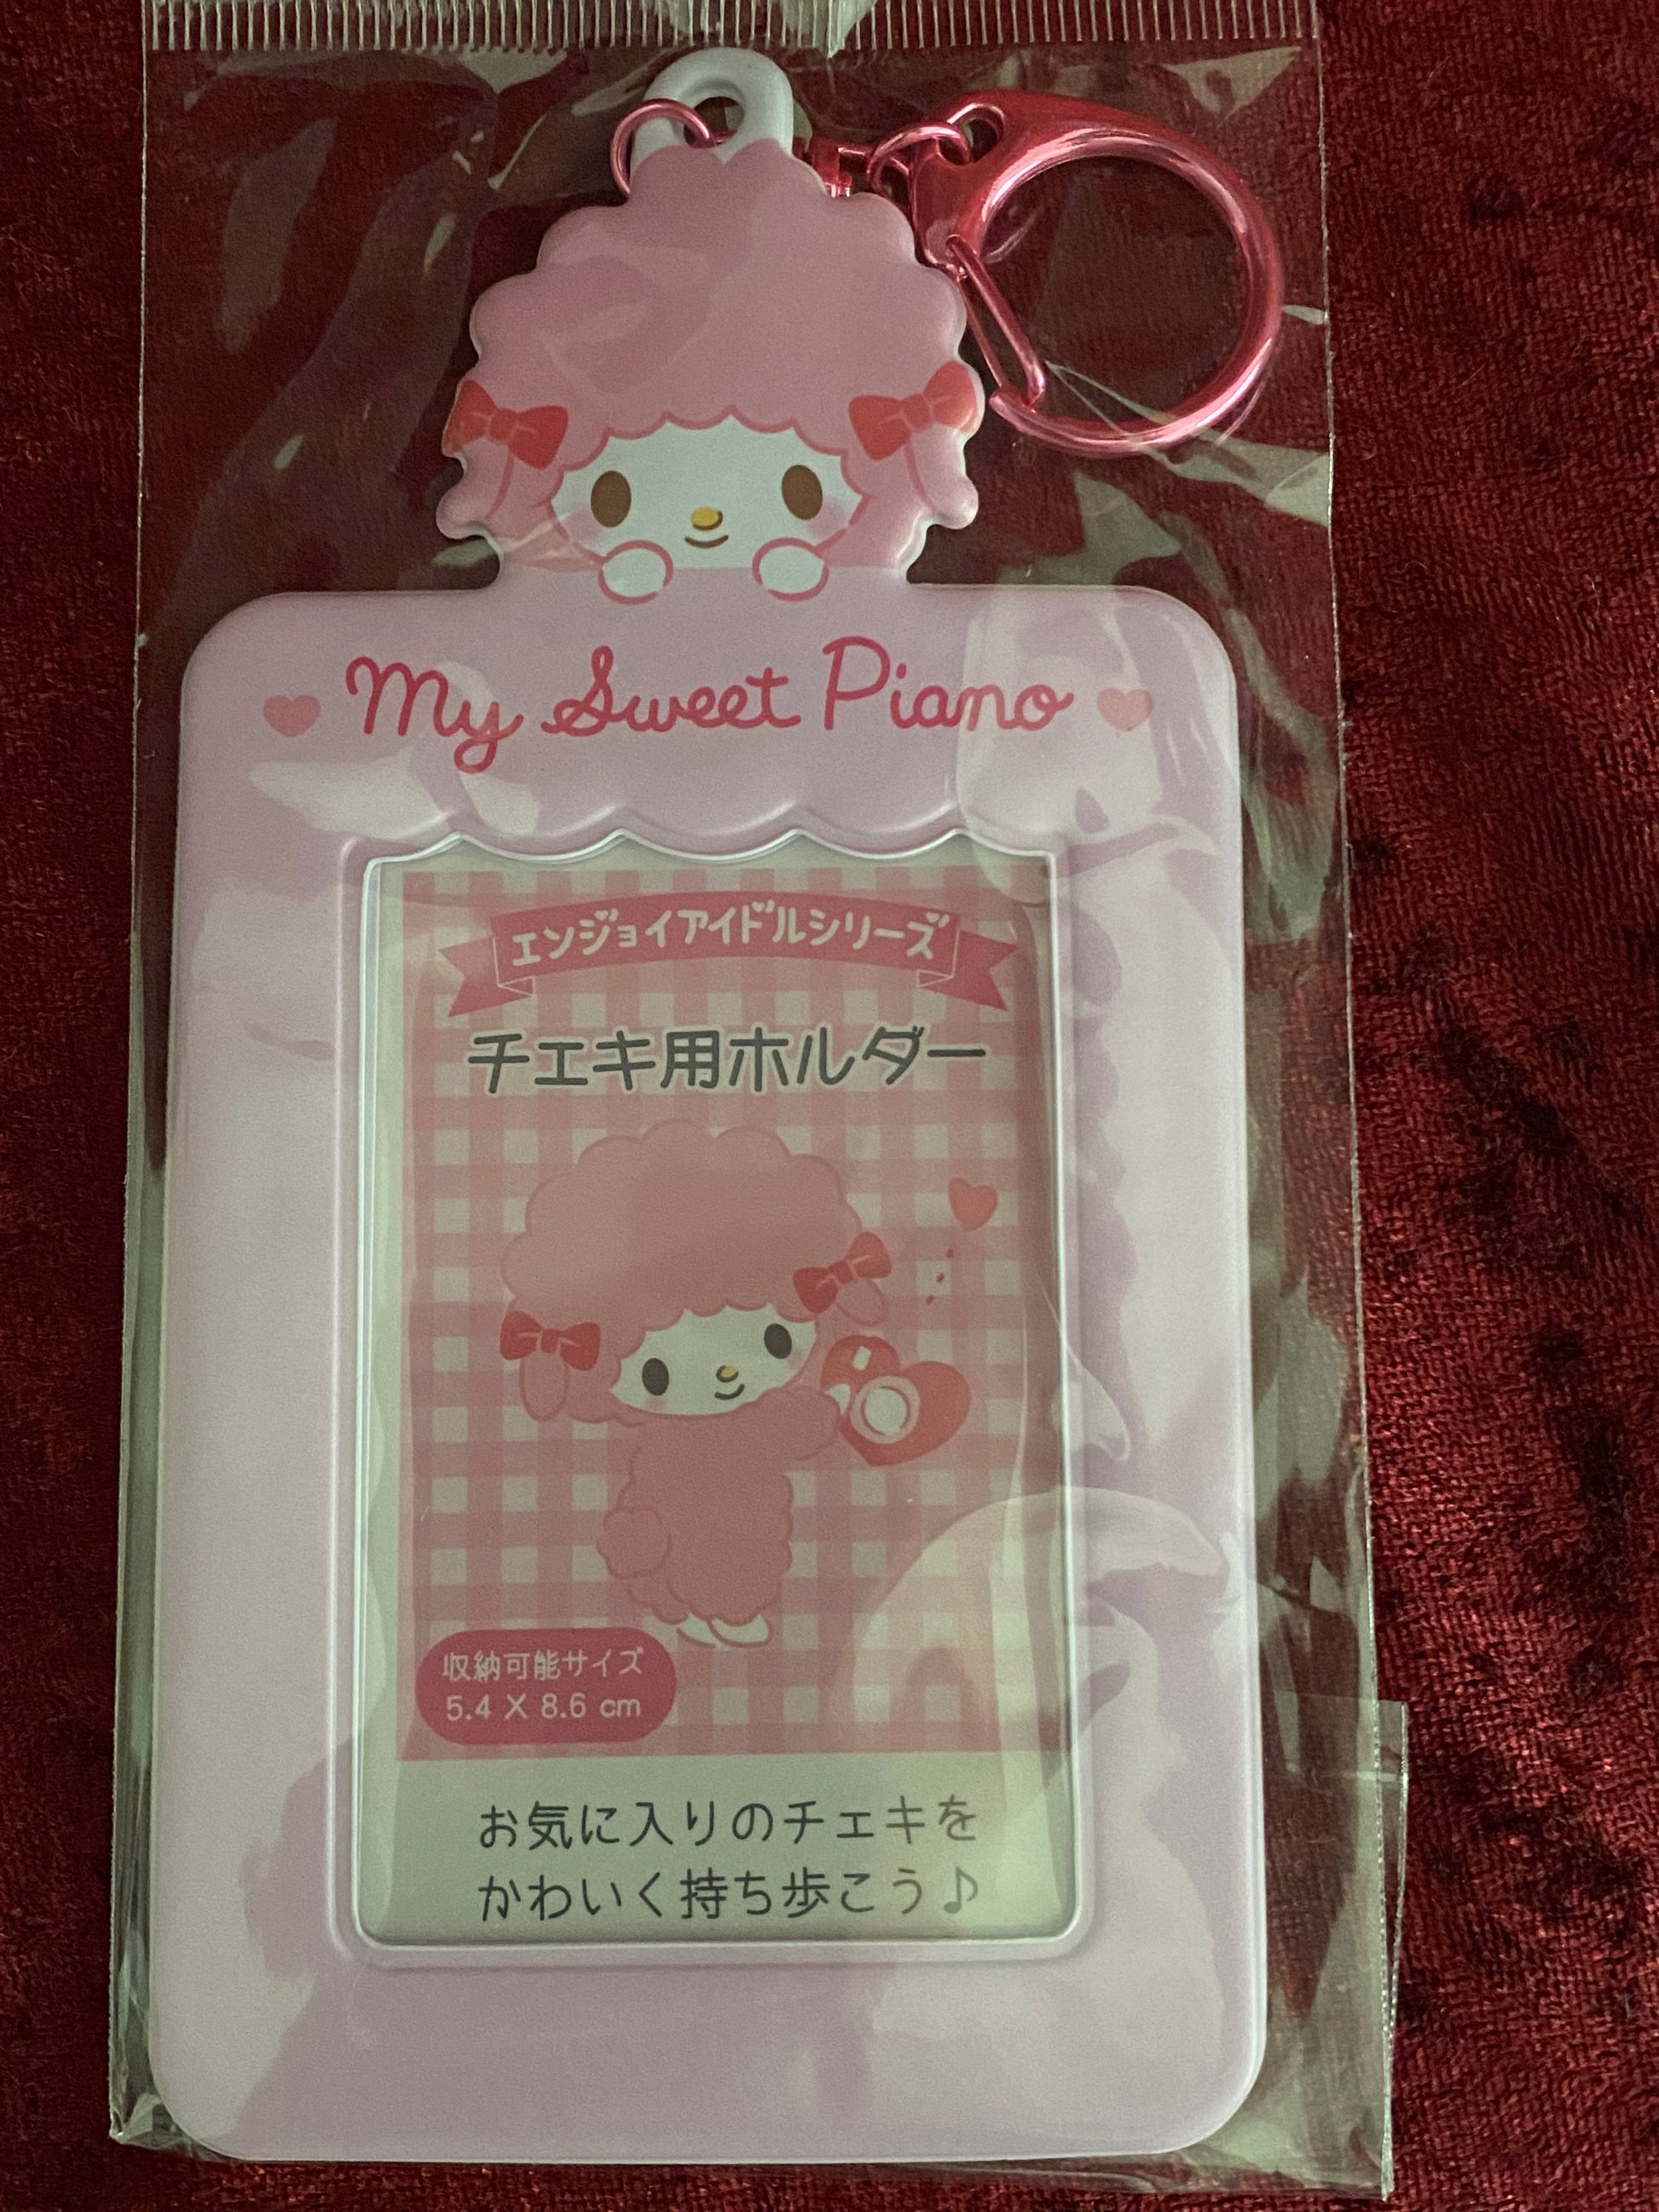 My Sweet Piano
エンジョイアイドルシリーズ
チェキ用ホルダー
収納可能サイズ
5.4 X 8.6 cm
お気に入りのチェキを
かわいく持ち歩こう♪